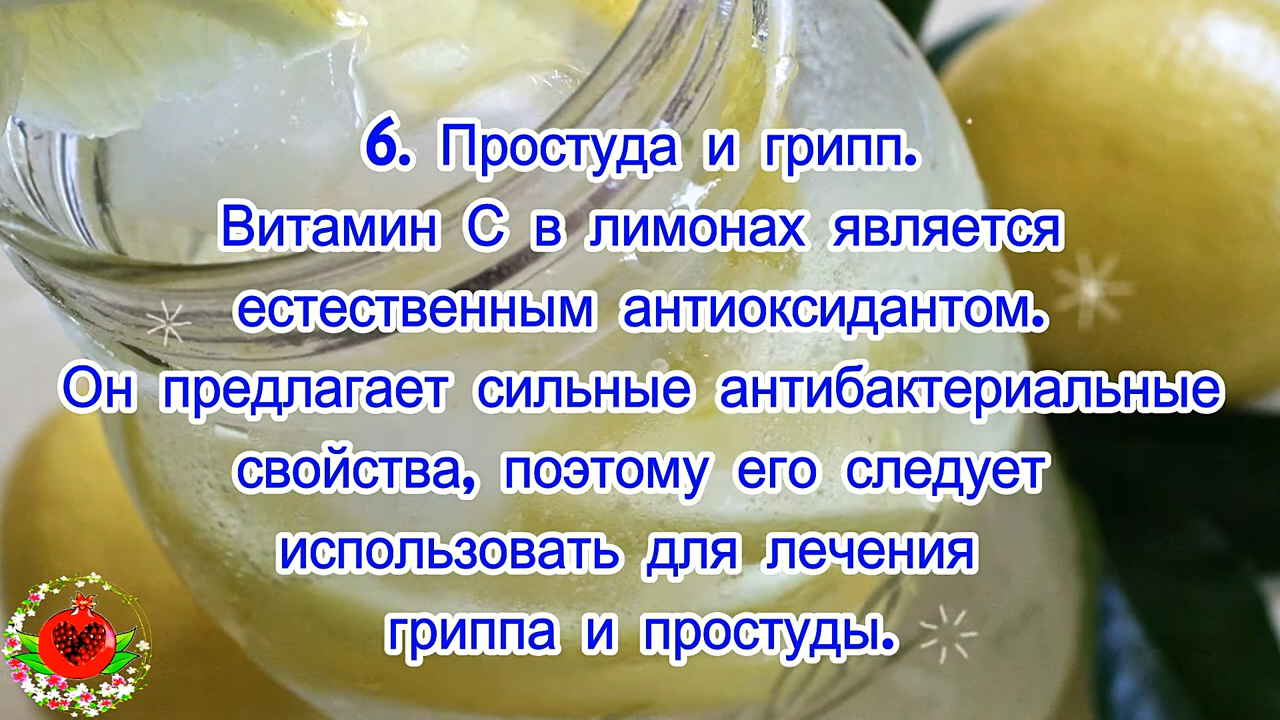 6. Простуда и грипп.
Витамин С в лимонах является
естественным антиоксидантом.
Он предлагает сильные антибактериальные
свойства, поэтому его следует
использовать для лечения
гриппа и простуды.